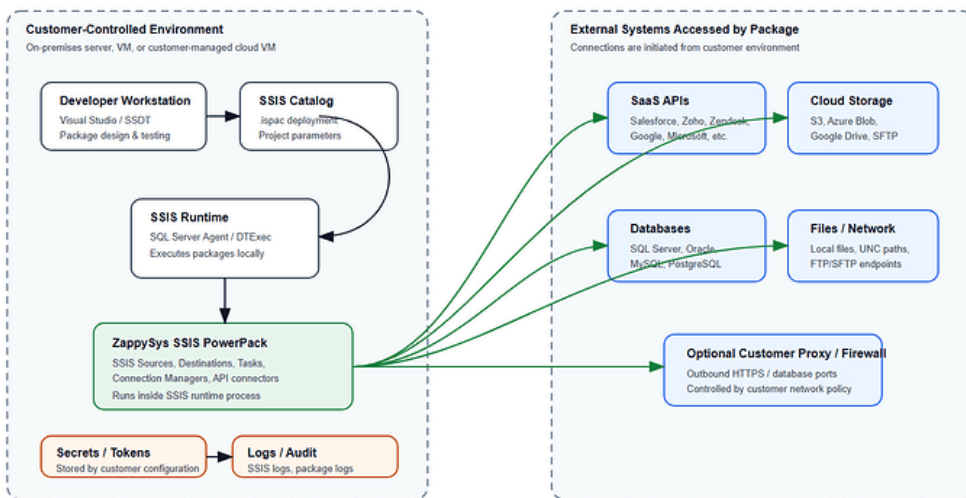 Customer-Controlled Environment
On-premises server, VM, or customer-managed cloud VM
Developer Workstation
Visual Studio / SSDT
Package design & testing
SSIS Catalog
.ispac deployment
Project parameters
SSIS Runtime
SQL Server Agent / DTExec
Executes packages locally
ZappySys SSIS PowerPack
SSIS Sources, Destinations, Tasks,
Connection Managers, API connectors
Runs inside SSIS runtime process
Secrets / Tokens
Stored by customer configuration
Logs / Audit
SSIS logs, package logs
External Systems Accessed by Package
Connections are initiated from customer environment
SaaS APIs
Salesforce, Zoho, Zendesk,
Google, Microsoft, etc.
Cloud Storage
S3, Azure Blob,
Google Drive, SFTP
Databases
SQL Server, Oracle,
MySQL, PostgreSQL
Files / Network
Local files, UNC paths,
FTP/SFTP endpoints
Optional Customer Proxy / Firewall
Outbound HTTPS / database ports
Controlled by customer network policy